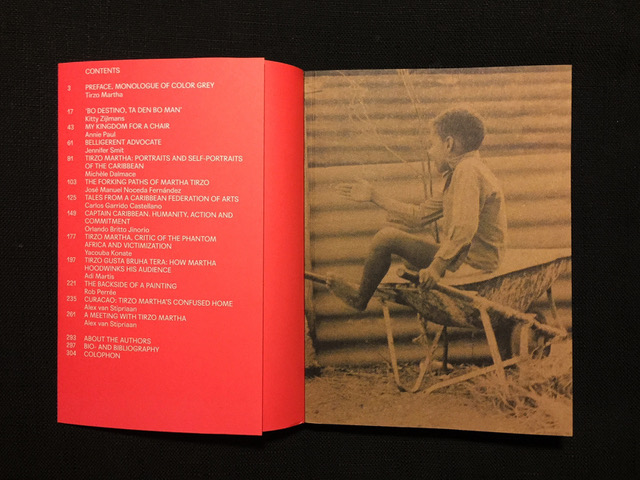 CONTENTS
3 PREFACE. MONOLOGUE OF COLOR GREY
Tirzo Martha
17 'BO DESTINO, TA DEN BO MAN'
Kitty Zijlmans
43 MY KINGDOM FOR A CHAIR
Annie Paul
61 BELLIGERENT ADVOCATE
Jennifer Smit
81 TIRZO MARTHA: PORTRAITS AND SELF-PORTRAITS
OF THE CARIBBEAN
Michèle Dalmace
103 THE FORKING PATHS OF MARTHA TIRZO
José Manuel Noceda Fernández
125 TALES FROM A CARIBBEAN FEDERATION OF ARTS
Carlos Garrido Castellano
149 CAPTAIN CARIBBEAN. HUMANITY, ACTION AND
COMMITMENT
Orlando Britto Jinorio
177 TIRZO MARTHA, CRITIC OF THE PHANTOM
AFRICA AND VICTIMIZATION
Yacouba Konate
197 TIRZO GUSTA BRUHA TERA: HOW MARTHA
HOODWINKS HIS AUDIENCE
Adi Martis
221 THE BACKSIDE OF A PAINTING
Rob Perrée
235 CURACAO: TIRZO MARTHA'S CONFUSED HOME
Alex van Stipriaan
261 A MEETING WITH TIRZO MARTHA
Alex van Stipriaan
293 ABOUT THE AUTHORS
297 BIO- AND BIBLIOGRAPHY
304 COLOPHON